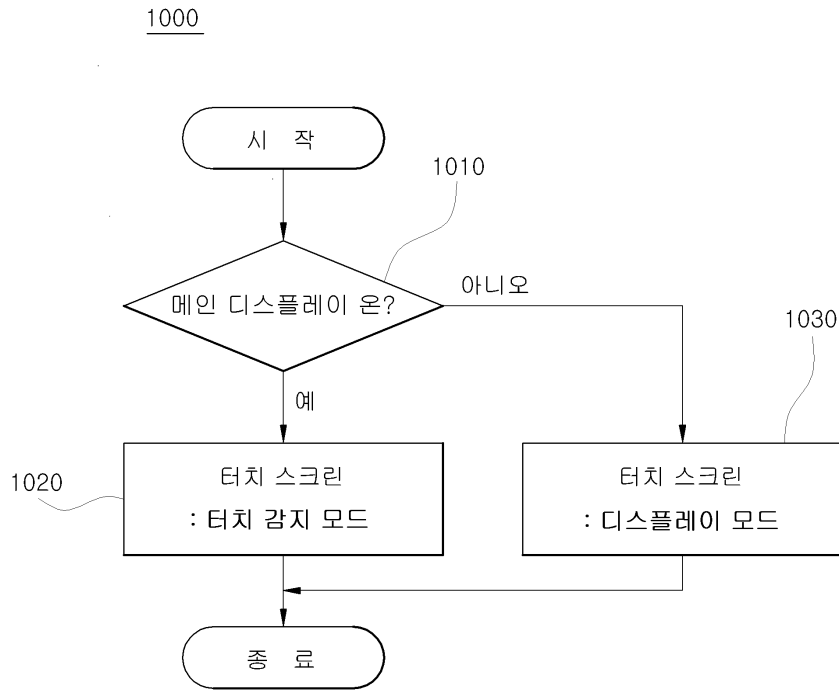 1000
시 작
1010
메인 디스플레이 온?
아니오
예
1030
터치 스크린
: 터치 감지 모드
1020
터치 스크린
: 디스플레이 모드
종 료